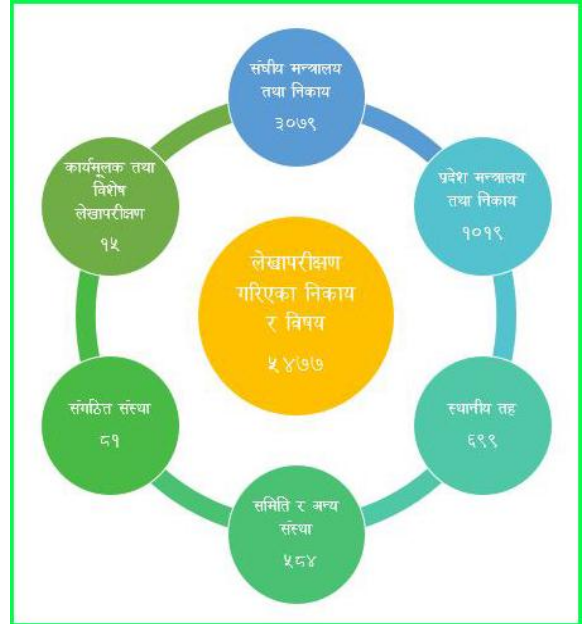 संघीय मन्त्रालय
तथा निकाय
३०७९
प्रदेश मन्त्रालय
तथा निकाय
१०१९
स्थानीय तह
६९९
समिति र अन्य
संस्था
५८४
संगठित संस्था
८१
कार्यमूलक तथा
विशेष
लेखापरीक्षण
१५
लेखापरीक्षण
गरिएका निकाय
र विषय
५४७७